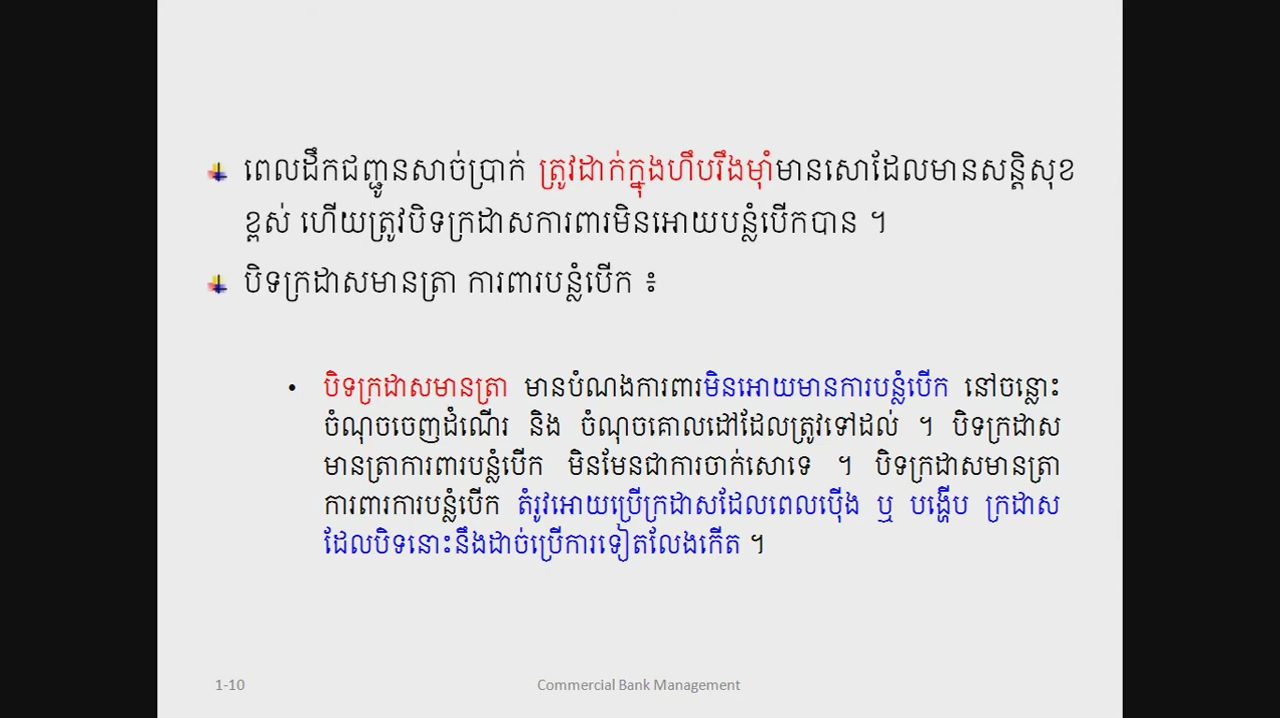 ពេលដឹកជញ្ជូនសាច់ប្រាក់ ត្រូវដាក់ក្នុងហឹបរឹងម៉ាំមានសោដែលមានសន្តិសុខ
ខ្ពស់ ហើយត្រូវបិទក្រដាសការពារមិនអោយបន្លំបើកបាន ។
បិទក្រដាសមានត្រា ការពារបន្លំបើក ៖
• បិទក្រដាសមានត្រា មានបំណងការពារមិនអោយមានការបន្លំបើក នៅចន្លោះ
ចំណុចចេញដំណើរ និង ចំណុចគោលដៅដែលត្រូវទៅដល់ ។ បិទក្រដាស
មានត្រាការពារបន្លំបើក មិនមែនជាការចាក់សោទេ ។ បិទក្រដាសមានត្រា
ការពារការបន្លំបើក តំរូវអោយប្រើក្រដាសដែលពេលប៉ើង ឬ បង្ហើប ក្រដាស
ដែលបិទនោះនឹងដាច់ប្រើការទៀតលែងកើត ។
1-10
Commercial Bank Management